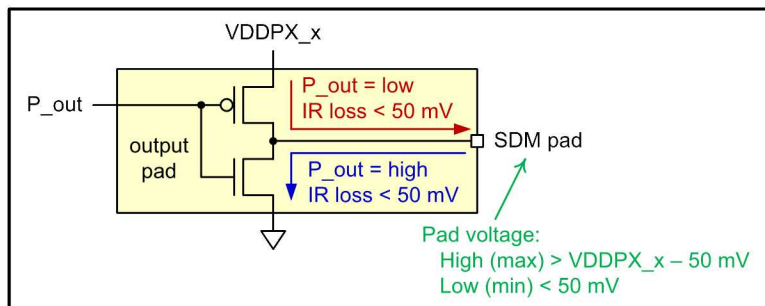 VDDPX_x
P_out = low
IR loss < 50 mV
P_out
SDM pad
output
pad
P_out = high
IR loss < 50 mV
Pad voltage:
High (max) > VDDPX_x – 50 mV
Low (min) < 50 mV